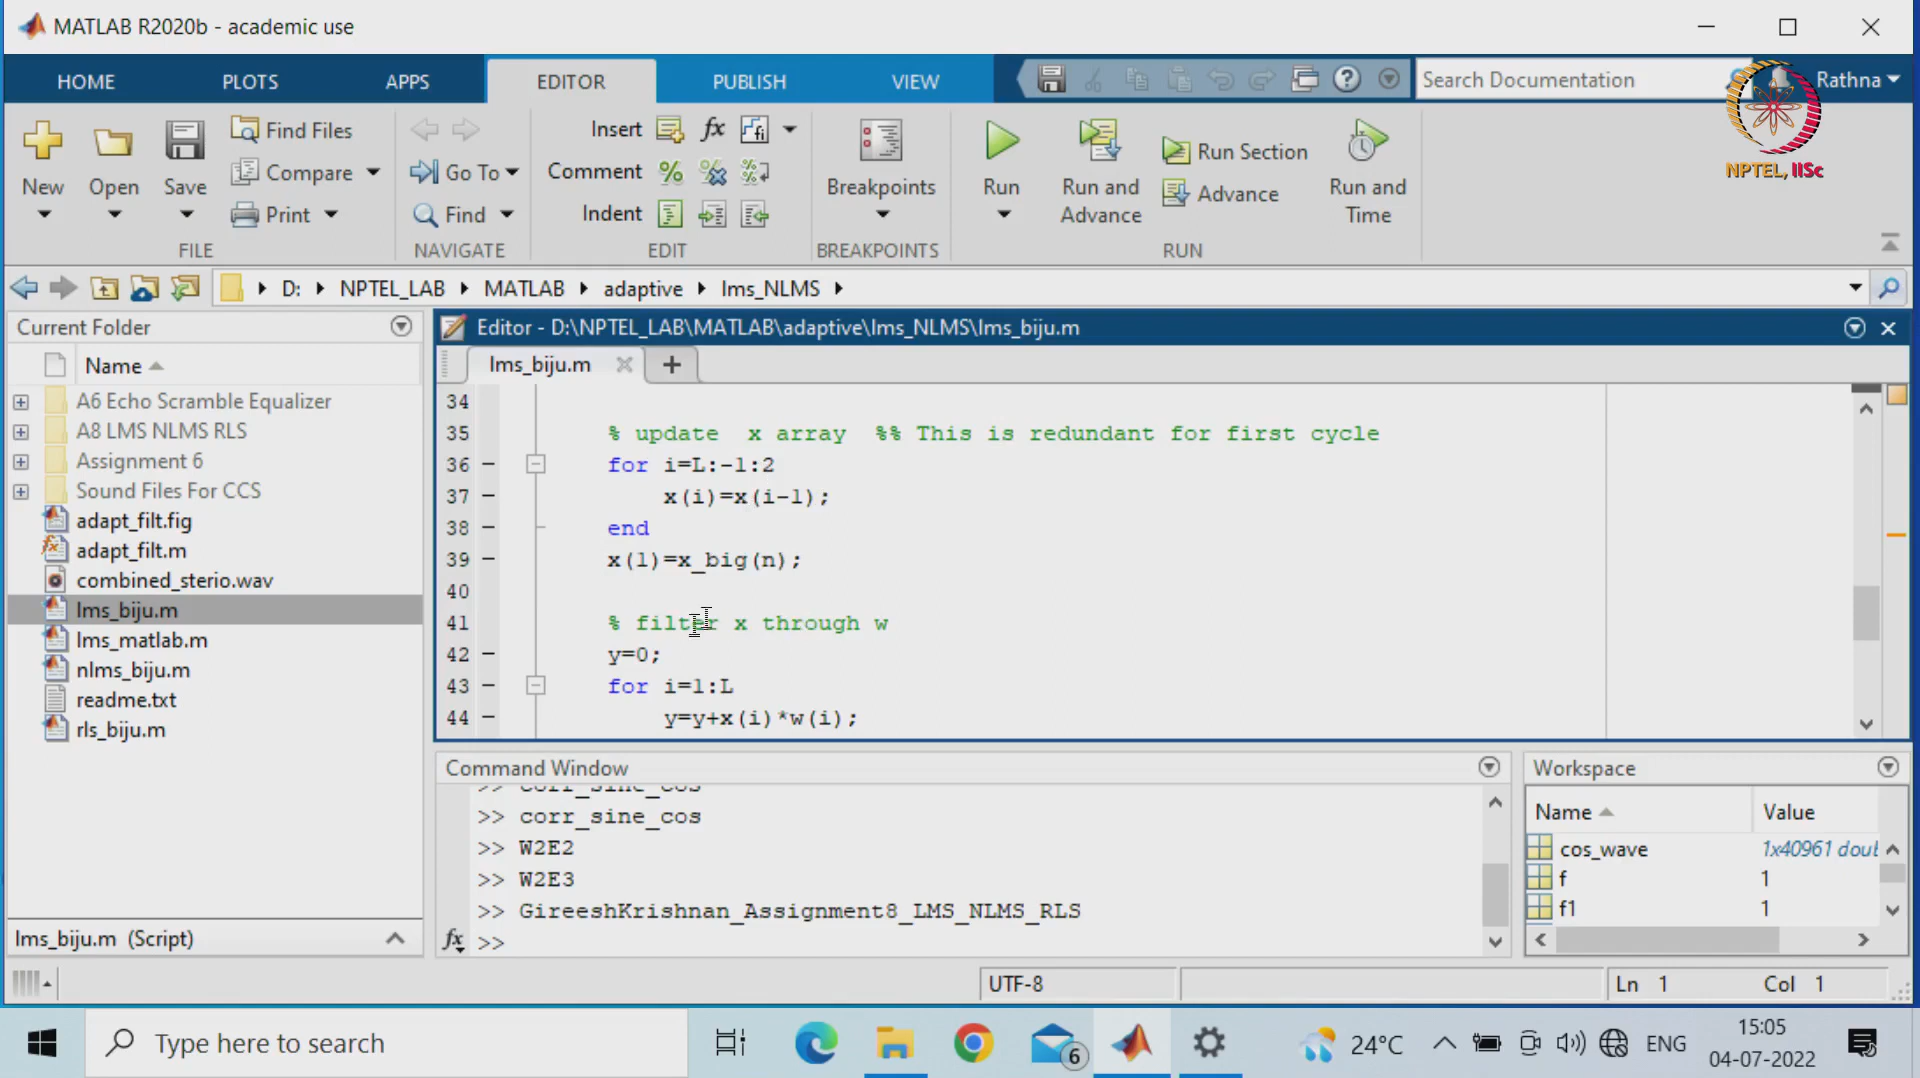 MATLAB R2020b - academic use
HOME PLOTS APPS EDITOR PUBLISH VIEW Search Documentation Rathna
NPTEL, IISc
New Open Save Find Files Compare Print FILE
Go To Find NAVIGATE
Insert fx Comment Indent EDIT
Breakpoints BREAKPOINTS
Run Run and Advance Run Section Advance Run and Time RUN
D: NPTEL_LAB MATLAB adaptive lms_NLMS
Current Folder
Name
A6 Echo Scramble Equalizer
A8 LMS NLMS RLS
Assignment 6
Sound Files For CCS
adapt_filt.fig
adapt_filt.m
combined_sterio.wav
lms_biju.m
lms_matlab.m
nlms_biju.m
readme.txt
rls_biju.m
lms_biju.m (Script)
Editor - D:\NPTEL_LAB\MATLAB\adaptive\lms_NLMS\lms_biju.m
lms_biju.m
34
35 % update x array %% This is redundant for first cycle
36 for i=L:-1:2
37 x(i)=x(i-1);
38 end
39 x(1)=x_big(n);
40
41 % filter x through w
42 y=0;
43 for i=1:L
44 y=y+x(i)*w(i);
Command Window
>> corr_sine_cos
>> corr_sine_cos
>> W2E2
>> W2E3
>> GireeshKrishnan_Assignment8_LMS_NLMS_RLS
fx >>
Workspace
Name Value
cos_wave 1x40961 doul
f 1
f1 1
UTF-8 Ln 1 Col 1
Type here to search 6 24°C ENG 15:05
04-07-2022